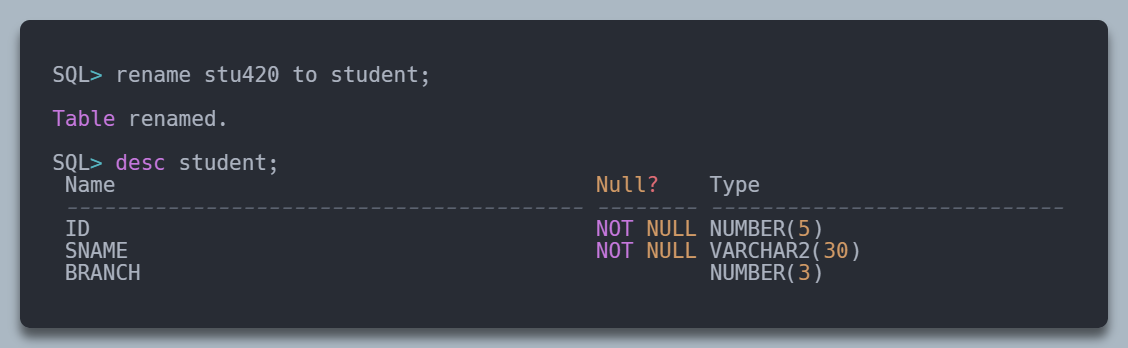 SQL> rename stu420 to student;
Table renamed.
SQL> desc student;
Name Null? Type
----------------------------------------- -------- ----------------------------
ID NOT NULL NUMBER(5)
SNAME NOT NULL VARCHAR2(30)
BRANCH NUMBER(3)